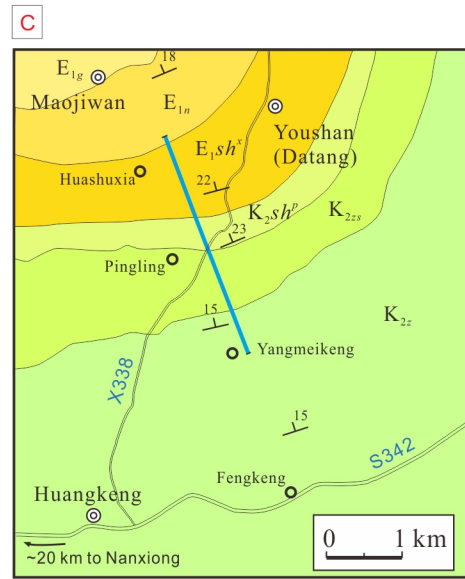 C
18
E₁g
Maojiwan
E₁n
E₁shˣ
Youshan
(Datang)
Huashuxia
22
K₂shᵖ
K₂zs
23
Pingling
15
K₂z
Yangmeikeng
X338
15
S342
Fengkeng
Huangkeng
0 1 km
~20 km to Nanxiong